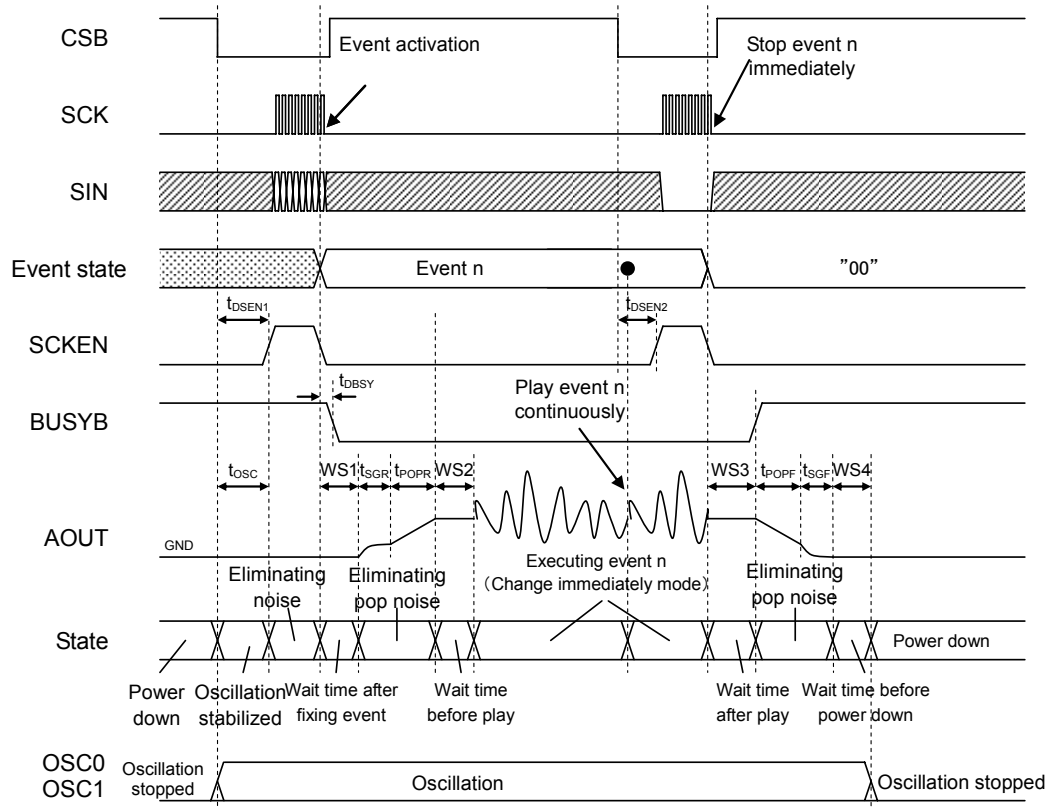 CSB
Event activation
Stop event n
immediately
SCK
SIN
Event state
Event n
"00"
tDSEN1
tDSEN2
SCKEN
tDBSY
Play event n
continuously
BUSYB
tOSC
WS1
tSGR
tPOPR
WS2
WS3
tPOPF
tSGF
WS4
AOUT
GND
Executing event n
(Change immediately mode)
Eliminating
noise
Eliminating
pop noise
Eliminating
pop noise
State
Power down
Power
down
Oscillation
stabilized
Wait time after
fixing event
Wait time
before play
Wait time
after play
Wait time before
power down
OSC0
OSC1
Oscillation
stopped
Oscillation
Oscillation stopped